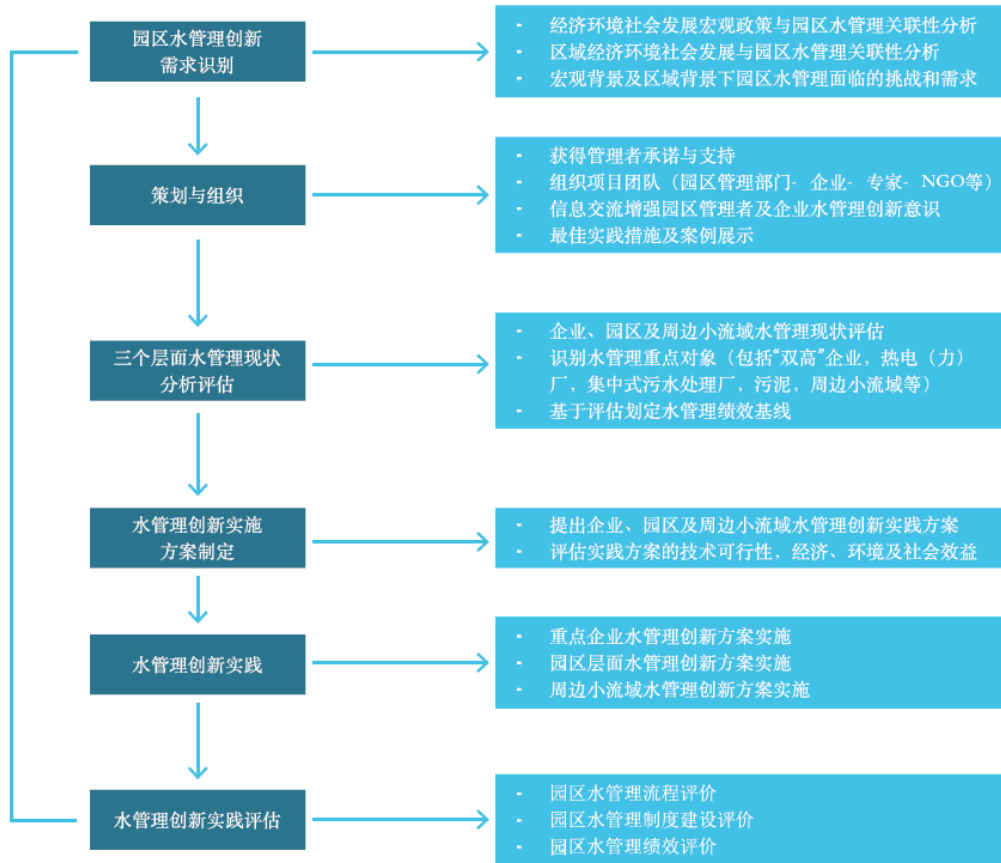 园区水管理创新
需求识别
- 经济环境社会发展宏观政策与园区水管理关联性分析
- 区域经济环境社会发展与园区水管理关联性分析
- 宏观背景及区域背景下园区水管理面临的挑战和需求
策划与组织
- 获得管理者承诺与支持
- 组织项目团队（园区管理部门- 企业- 专家- NGO等）
- 信息交流增强园区管理者及企业水管理创新意识
- 最佳实践措施及案例展示
三个层面水管理现状
分析评估
- 企业、园区及周边小流域水管理现状评估
- 识别水管理重点对象（包括“双高”企业，热电（力）
厂，集中式污水处理厂，污泥，周边小流域等）
- 基于评估划定水管理绩效基线
水管理创新实施
方案制定
- 提出企业、园区及周边小流域水管理创新实践方案
- 评估实践方案的技术可行性，经济、环境及社会效益
水管理创新实践
- 重点企业水管理创新方案实施
- 园区层面水管理创新方案实施
- 周边小流域水管理创新方案实施
水管理创新实践评估
- 园区水管理流程评价
- 园区水管理制度建设评价
- 园区水管理绩效评价